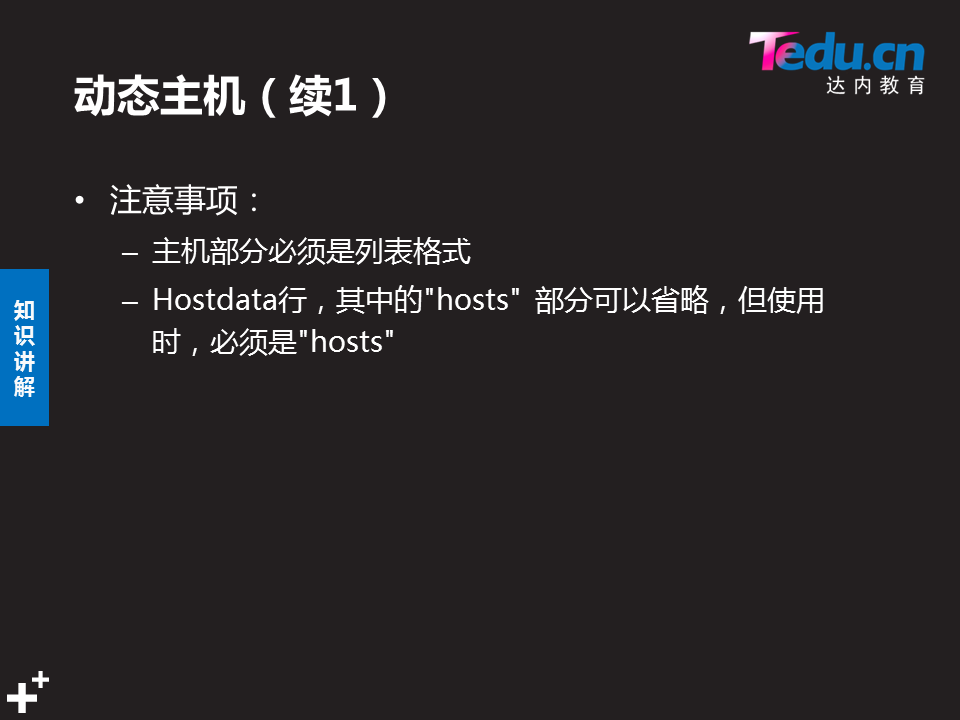 Tedu.cn
达内教育
动态主机（续1）
• 注意事项：
– 主机部分必须是列表格式
– Hostdata行，其中的"hosts" 部分可以省略，但使用
时，必须是"hosts"
知
识
讲
解